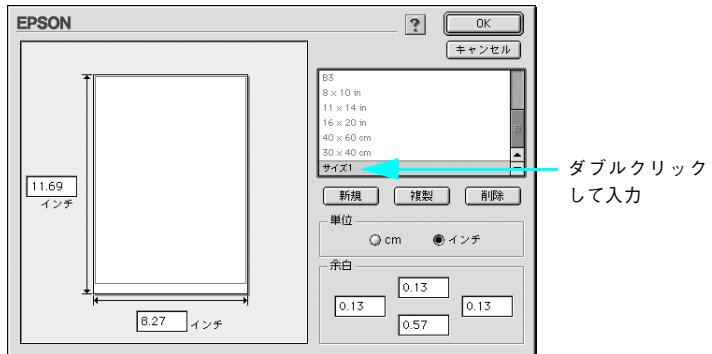 EPSON
?
OK
キャンセル
B3
8 × 10 in
11 × 14 in
16 × 20 in
40 × 60 cm
30 × 40 cm
サイズ1
ダブルクリック
して入力
新規
複製
削除
11.69
インチ
単位
cm
インチ
余白
0.13
0.13
0.13
0.57
8.27
インチ